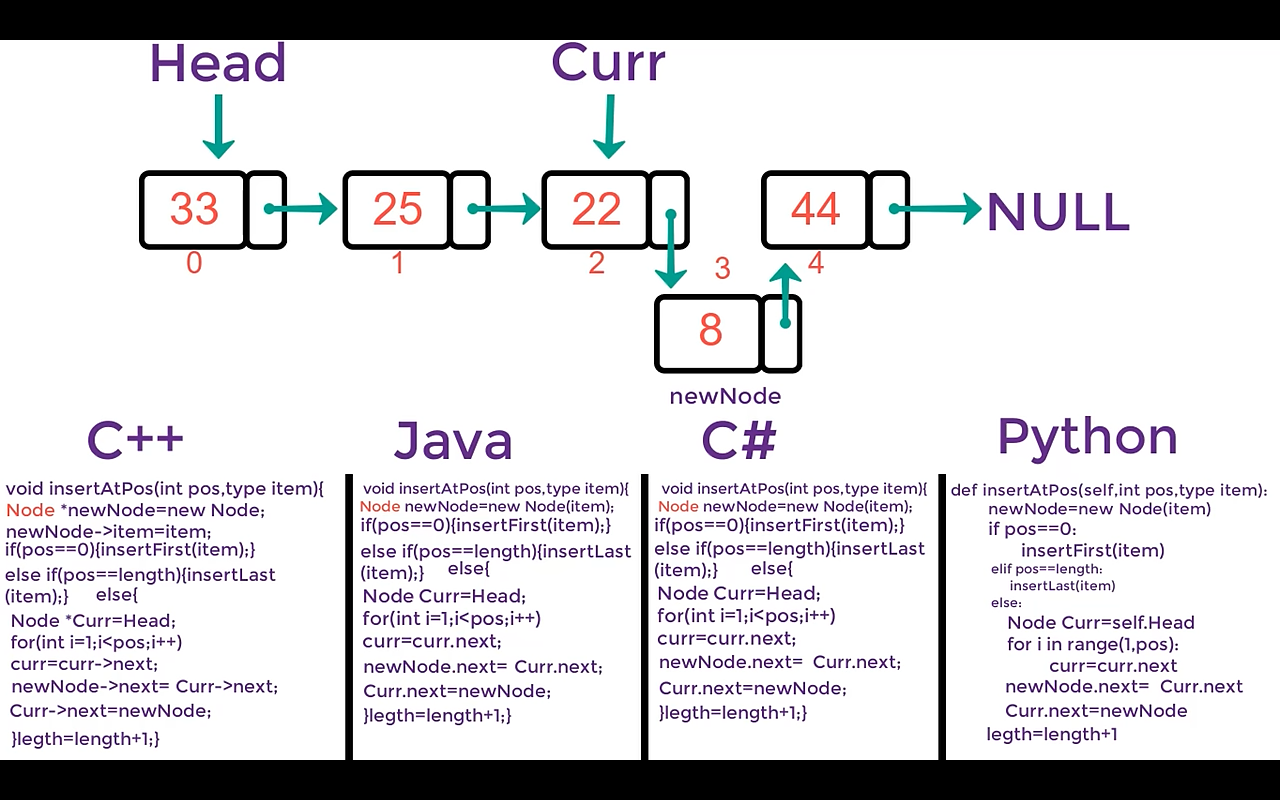 Head
Curr
33
25
22
44
NULL
0
1
2
3
4
8
newNode
C++
void insertAtPos(int pos,type item){
Node *newNode=new Node;
newNode->item=item;
if(pos==0){insertFirst(item);}
else if(pos==length){insertLast
(item);} else{
Node *Curr=Head;
for(int i=1;i<pos;i++)
curr=curr->next;
newNode->next= Curr->next;
Curr->next=newNode;
}legth=length+1;}
Java
void insertAtPos(int pos,type item){
Node newNode=new Node(item);
if(pos==0){insertFirst(item);}
else if(pos==length){insertLast
(item);} else{
Node Curr=Head;
for(int i=1;i<pos;i++)
curr=curr.next;
newNode.next= Curr.next;
Curr.next=newNode;
}legth=length+1;}
C#
void insertAtPos(int pos,type item){
Node newNode=new Node(item);
if(pos==0){insertFirst(item);}
else if(pos==length){insertLast
(item);} else{
Node Curr=Head;
for(int i=1;i<pos;i++)
curr=curr.next;
newNode.next= Curr.next;
Curr.next=newNode;
}legth=length+1;}
Python
def insertAtPos(self,int pos,type item):
newNode=new Node(item)
if pos==0:
insertFirst(item)
elif pos==length:
insertLast(item)
else:
Node Curr=self.Head
for i in range(1,pos):
curr=curr.next
newNode.next= Curr.next
Curr.next=newNode
legth=length+1